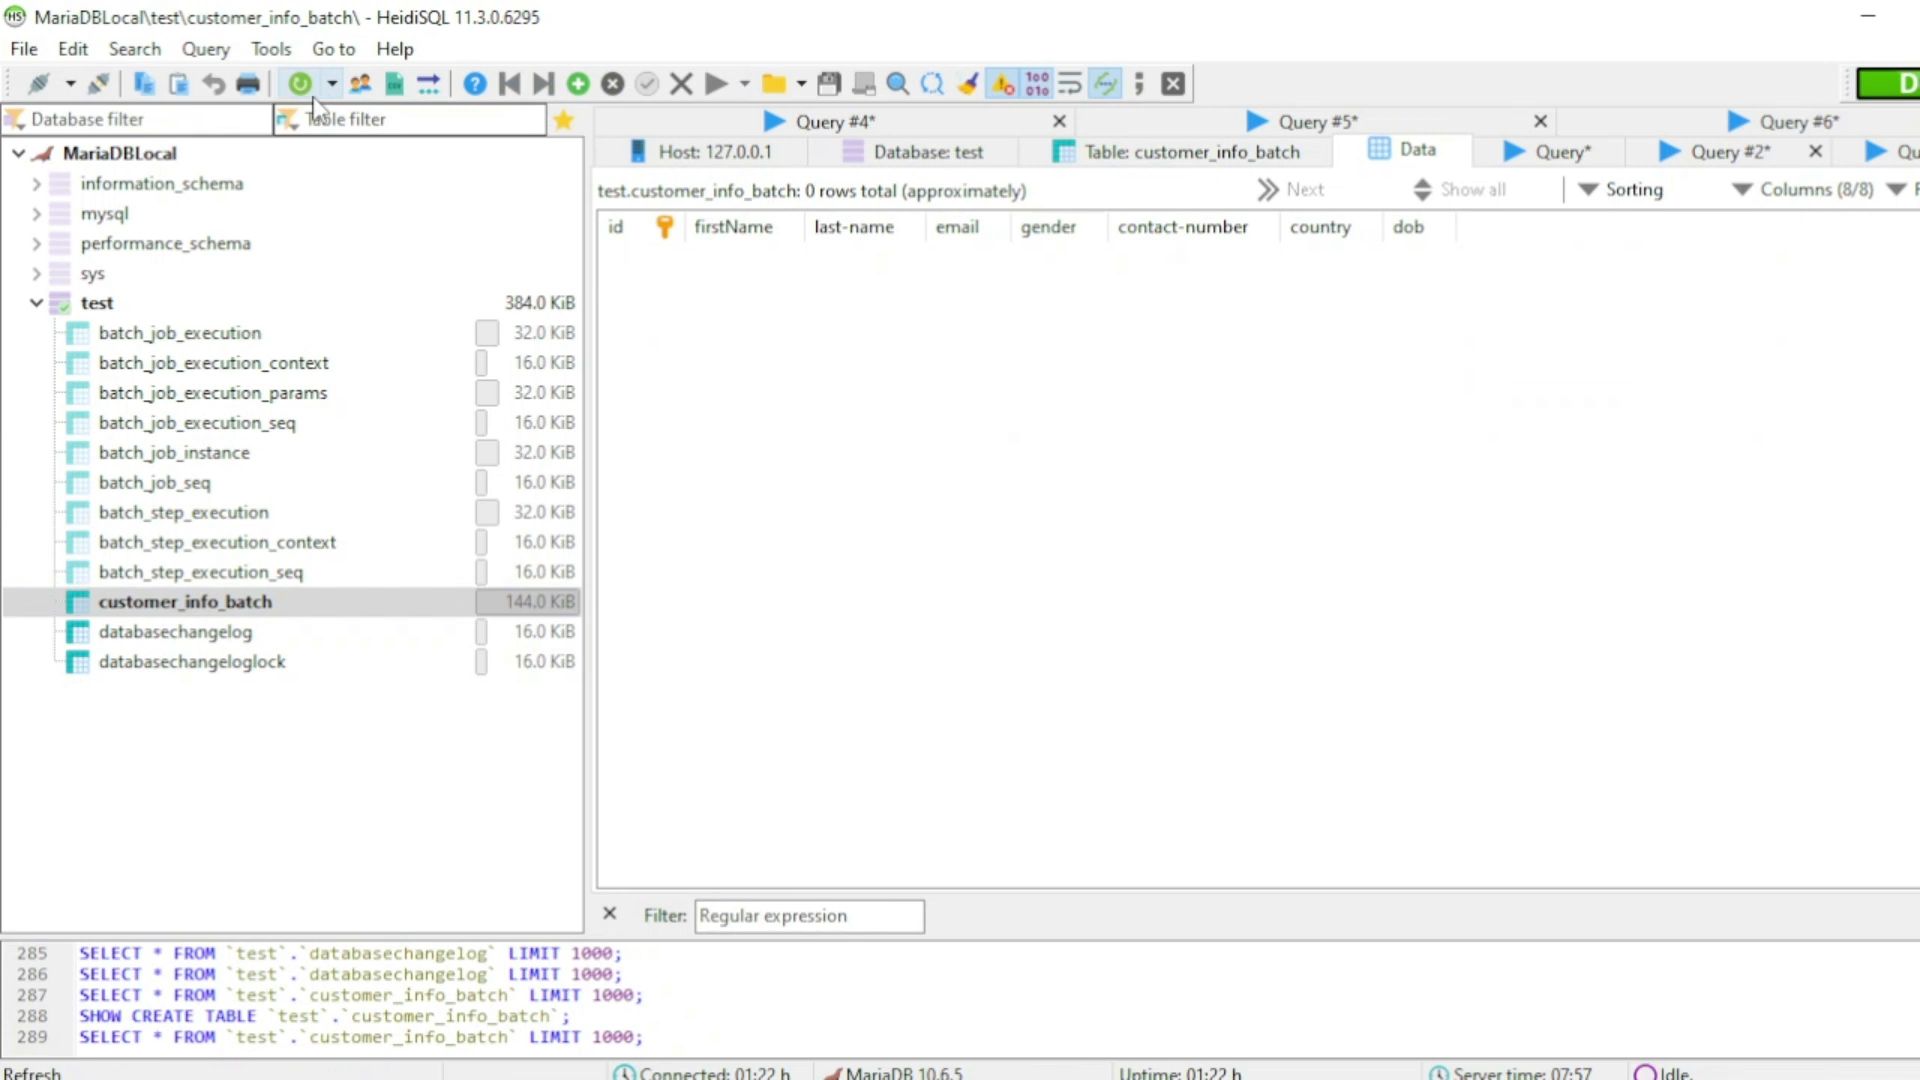 MariaDBLocal\test\customer_info_batch\ - HeidiSQL 11.3.0.6295
File Edit Search Query Tools Go to Help
Database filter
Table filter
Query #4* Query #5* Query #6*
Host: 127.0.0.1 Database: test Table: customer_info_batch Data Query* Query #2* Qu
test.customer_info_batch: 0 rows total (approximately) Next Show all Sorting Columns (8/8)
id firstName last-name email gender contact-number country dob
MariaDBLocal
information_schema
mysql
performance_schema
sys
test 384.0 KiB
batch_job_execution 32.0 KiB
batch_job_execution_context 16.0 KiB
batch_job_execution_params 32.0 KiB
batch_job_execution_seq 16.0 KiB
batch_job_instance 32.0 KiB
batch_job_seq 16.0 KiB
batch_step_execution 32.0 KiB
batch_step_execution_context 16.0 KiB
batch_step_execution_seq 16.0 KiB
customer_info_batch 144.0 KiB
databasechangelog 16.0 KiB
databasechangeloglock 16.0 KiB
Filter: Regular expression
285 SELECT * FROM `test`.`databasechangelog` LIMIT 1000;
286 SELECT * FROM `test`.`databasechangelog` LIMIT 1000;
287 SELECT * FROM `test`.`customer_info_batch` LIMIT 1000;
288 SHOW CREATE TABLE `test`.`customer_info_batch`;
289 SELECT * FROM `test`.`customer_info_batch` LIMIT 1000;
Refresh Connected: 01:22 h MariaDB 10.6.5 Uptime: 01:22 h Server time: 07:57 Idle.